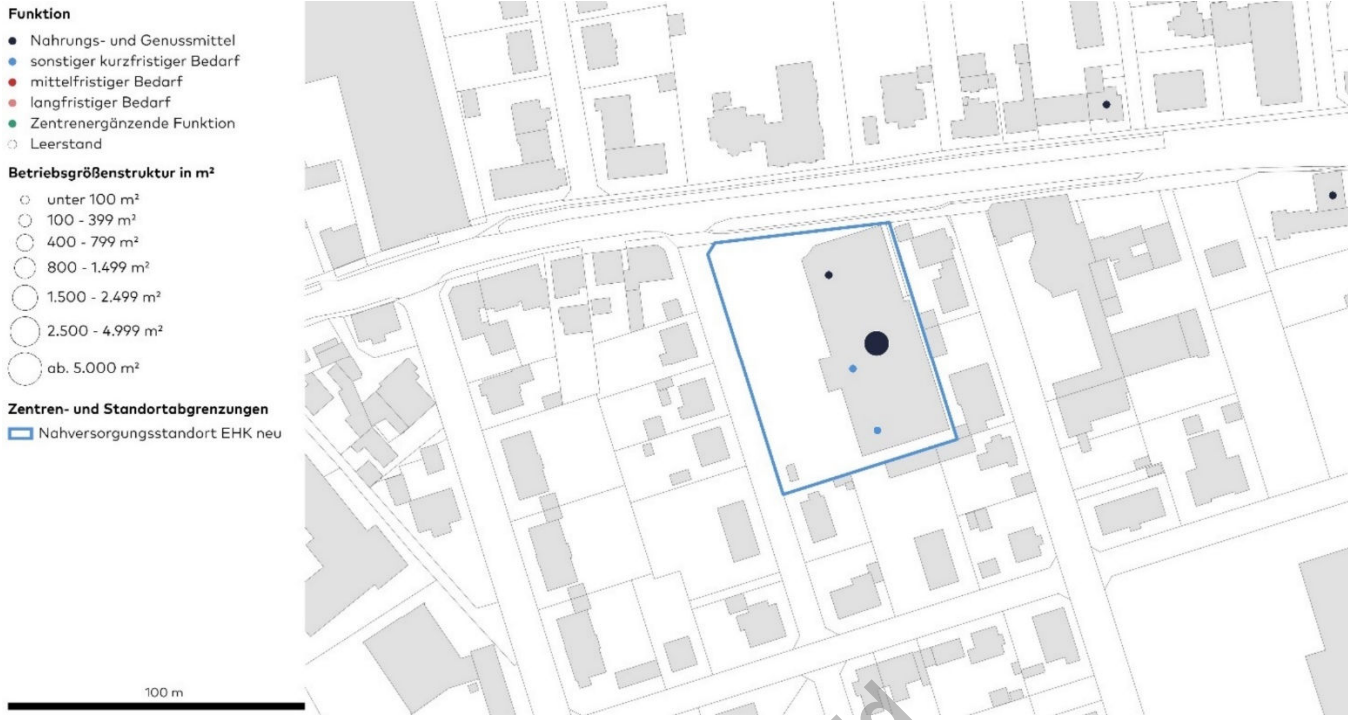 Funktion
Nahrungs- und Genussmittel
sonstiger kurzfristiger Bedarf
mittelfristiger Bedarf
langfristiger Bedarf
Zentrenergänzende Funktion
Leerstand
Betriebsgrößenstruktur in m²
unter 100 m²
100 - 399 m²
400 - 799 m²
800 - 1.499 m²
1.500 - 2.499 m²
2.500 - 4.999 m²
ab. 5.000 m²
Zentren- und Standortabgrenzungen
Nahversorgungsstandort EHK neu
100 m